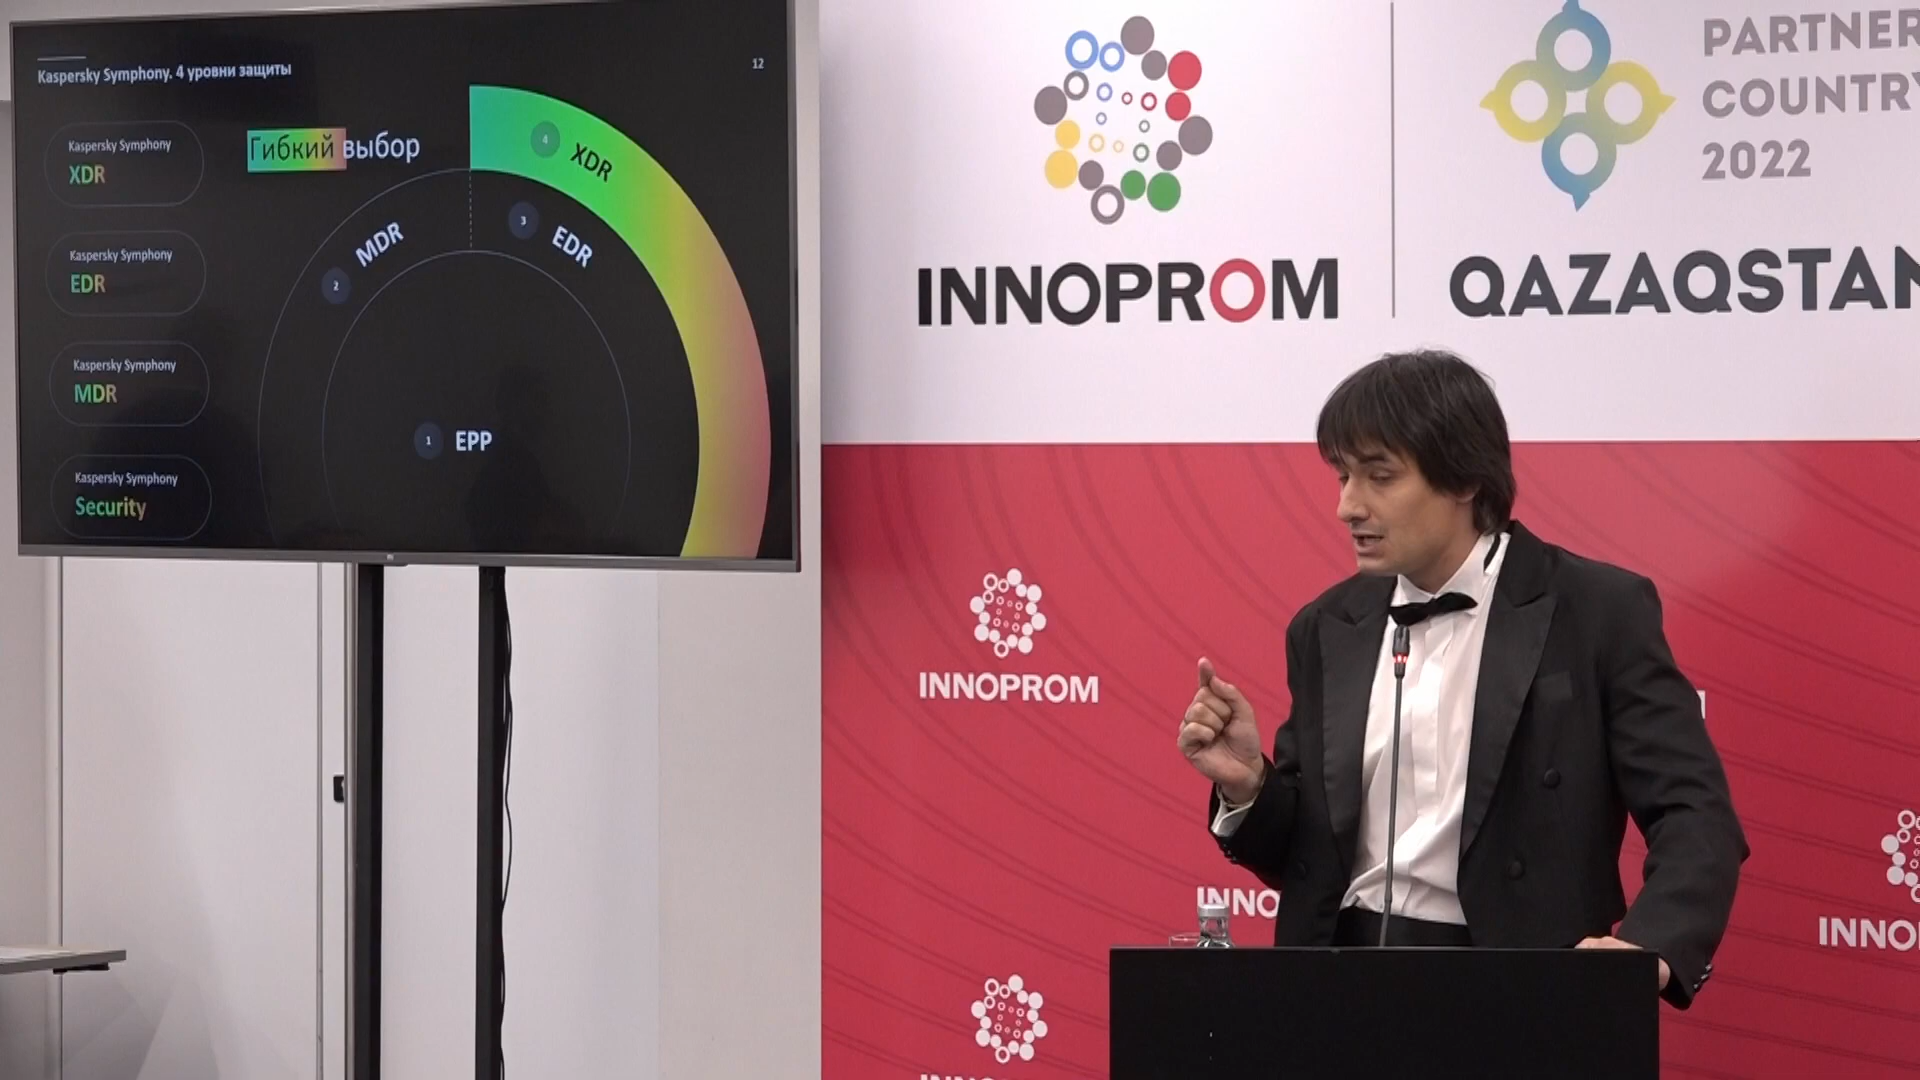 Kaspersky Symphony. 4 уровни защиты
12
Kaspersky Symphony
XDR
Kaspersky Symphony
EDR
Kaspersky Symphony
MDR
Kaspersky Symphony
Security
Гибкий выбор
4 XDR
3 EDR
2 MDR
1 EPP
INNOPROM
PARTNER
COUNTRY
2022
QAZAQSTAN
INNOPROM
INNO
INNO